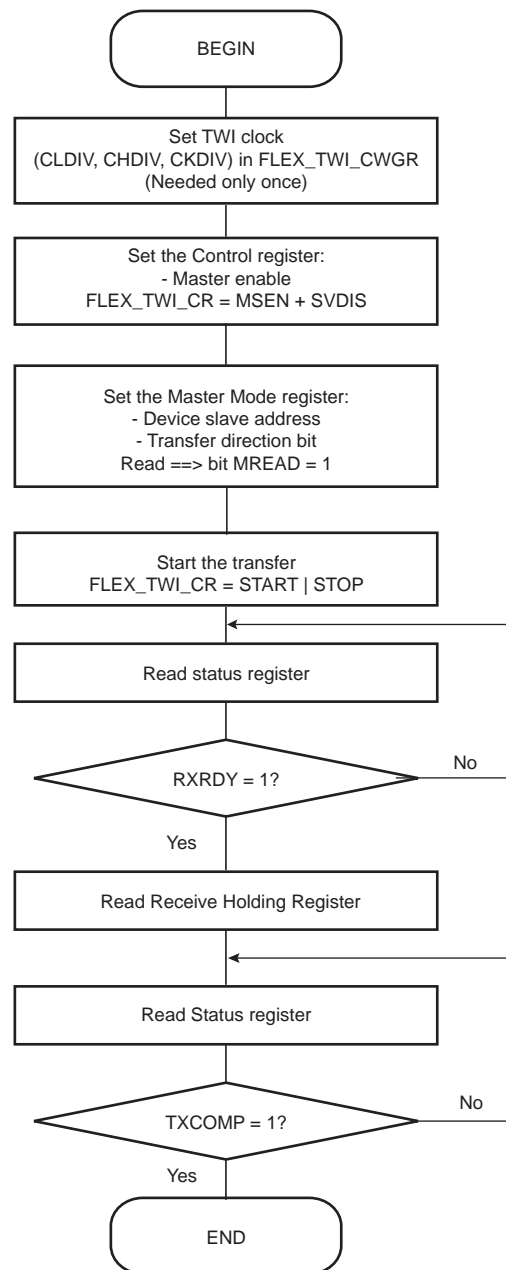 BEGIN
Set TWI clock
(CLDIV, CHDIV, CKDIV) in FLEX_TWI_CWGR
(Needed only once)
Set the Control register:
- Master enable
FLEX_TWI_CR = MSEN + SVDIS
Set the Master Mode register:
- Device slave address
- Transfer direction bit
Read ==> bit MREAD = 1
Start the transfer
FLEX_TWI_CR = START | STOP
Read status register
RXRDY = 1?
No
Yes
Read Receive Holding Register
Read Status register
TXCOMP = 1?
No
Yes
END